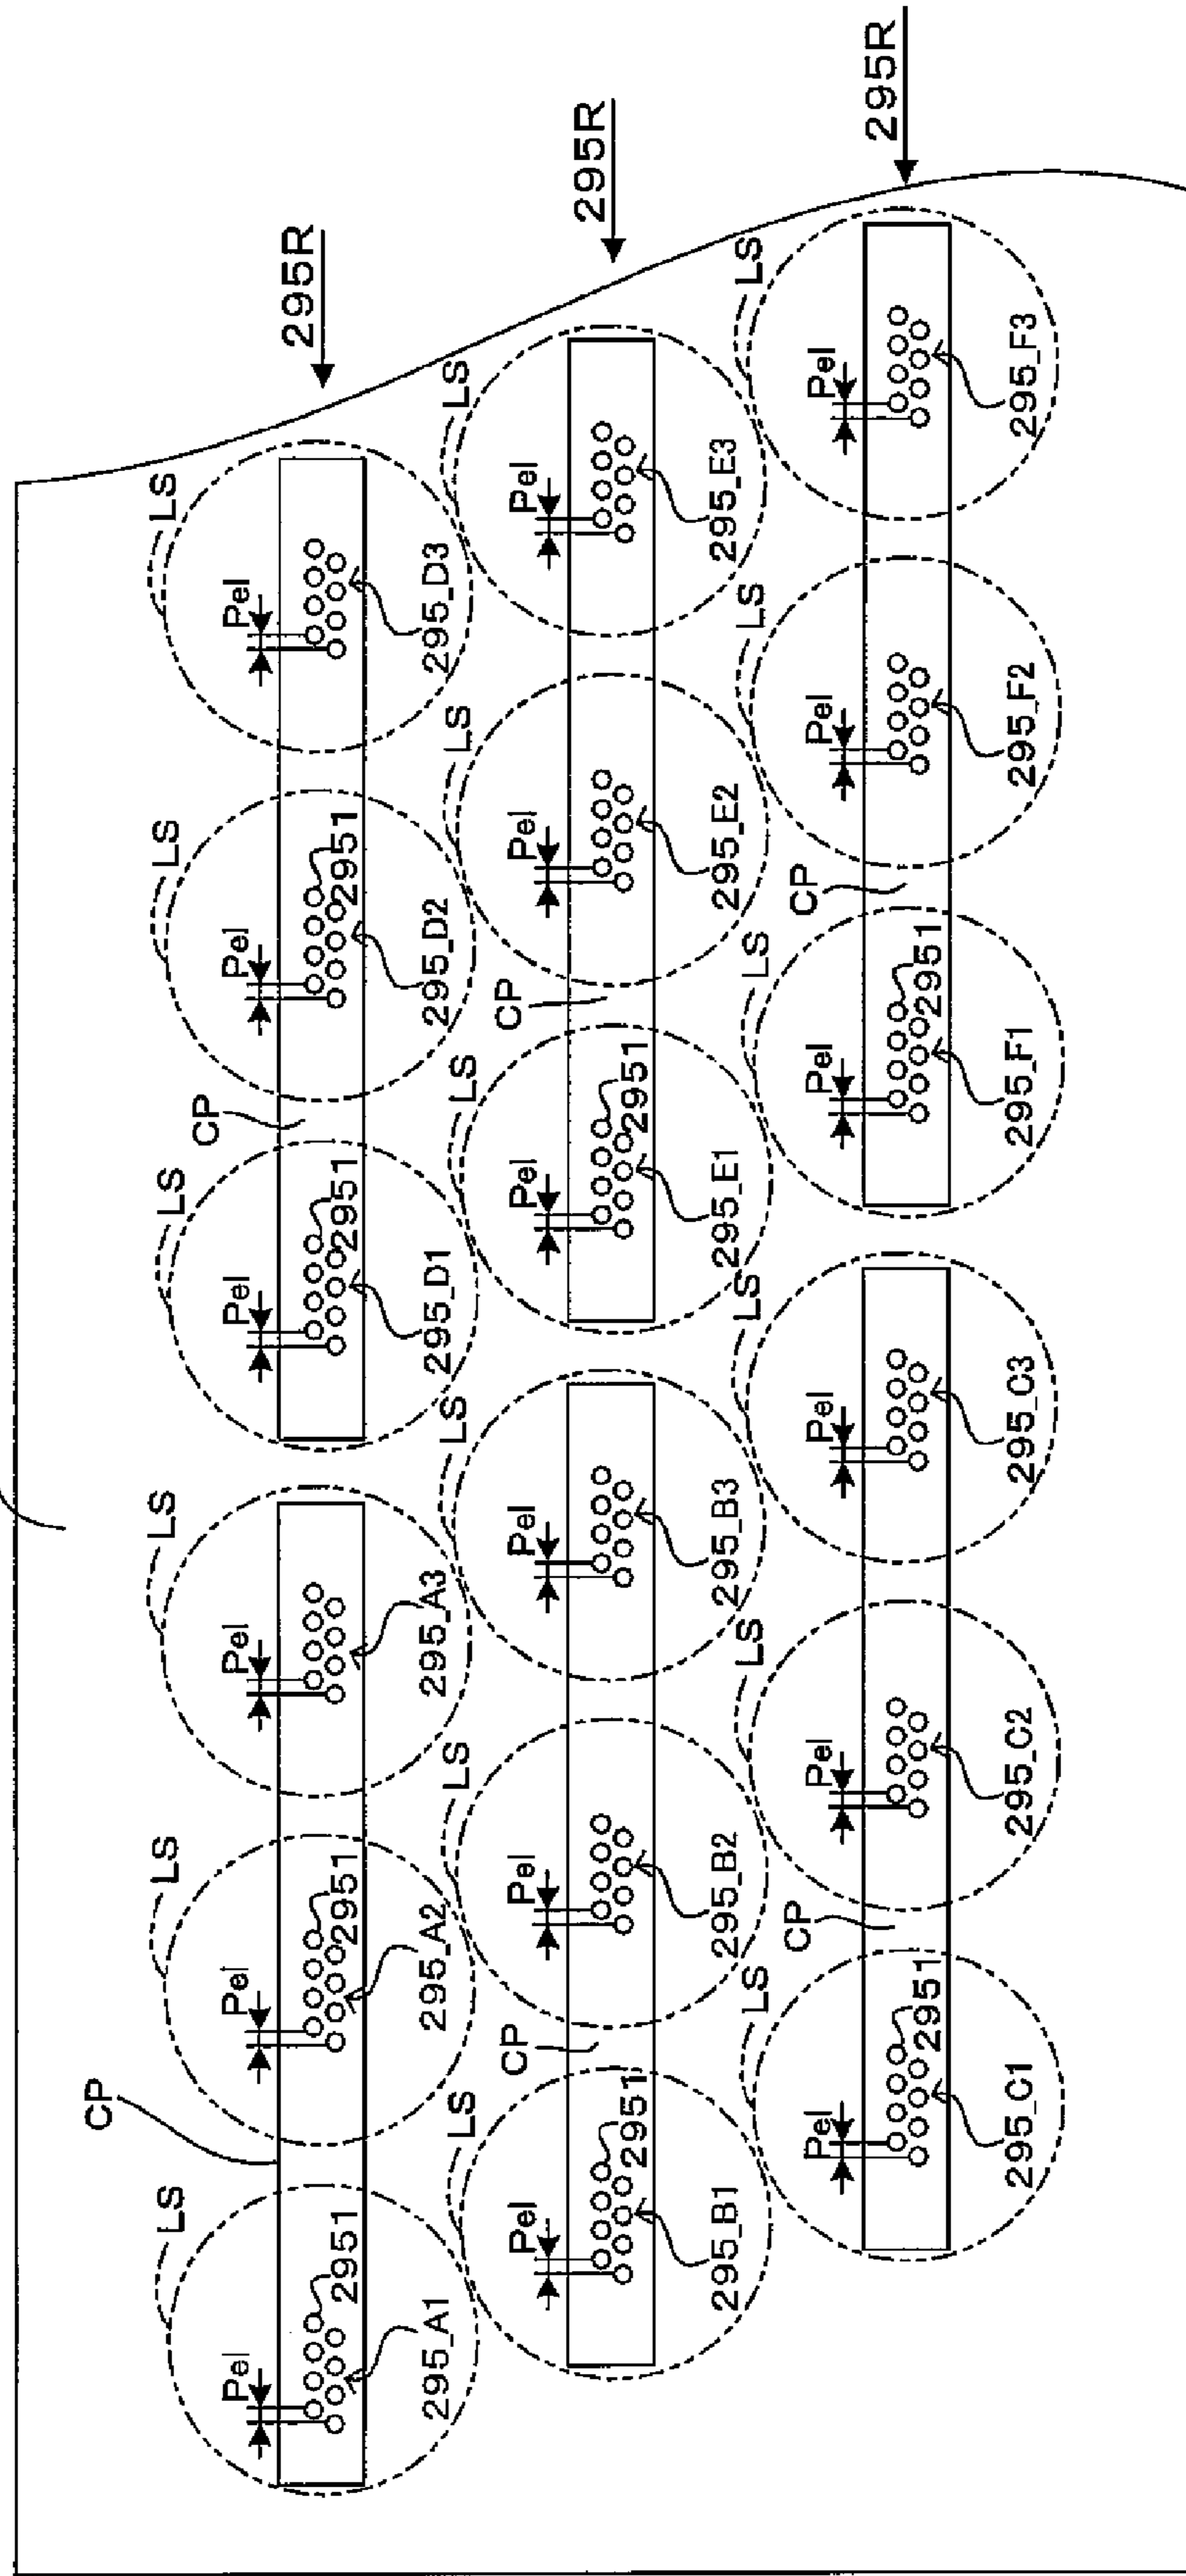 295R
295R
295R
LS
LS
LS
LS
LS
LS
Pel
Pel
Pel
Pel
Pel
Pel
CP
CP
2951
2951
2951
2951
295_A1
295_A2
295_A3
295_D1
295_D2
295_D3
LS
LS
LS
LS
LS
LS
Pel
Pel
Pel
Pel
Pel
Pel
CP
CP
2951
2951
295_B1
295_B2
295_B3
295_E1
295_E2
295_E3
LS
LS
LS
LS
LS
LS
Pel
Pel
Pel
Pel
Pel
Pel
CP
CP
2951
2951
295_C1
295_C2
295_C3
295_F1
295_F2
295_F3